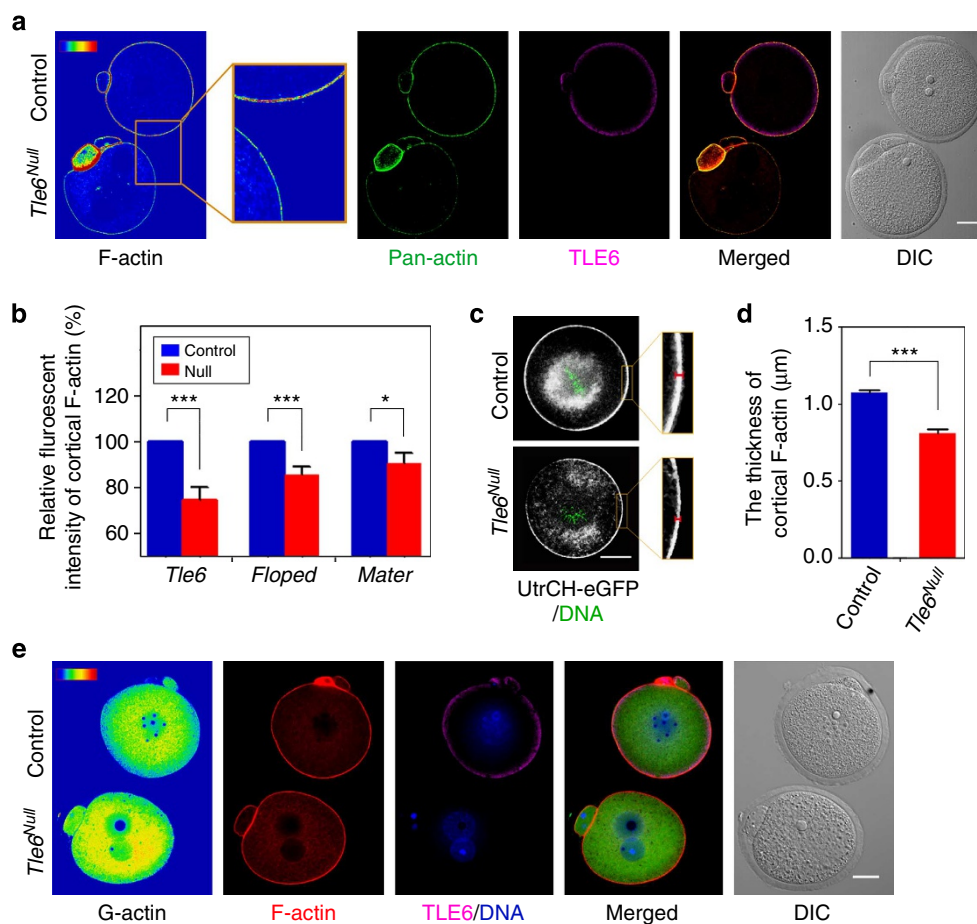 a
Control
Tle6Null
F-actin
Pan-actin
TLE6
Merged
DIC
b
Relative fluroescent
intensity of cortical F-actin (%)
120
100
80
60
Control
Null
***
***
*
Tle6
Floped
Mater
c
Control
Tle6Null
UtrCH-eGFP
/DNA
d
The thickness of
cortical F-actin (μm)
1.5
1.0
0.5
0.0
***
Control
Tle6Null
e
Control
Tle6Null
G-actin
F-actin
TLE6/DNA
Merged
DIC